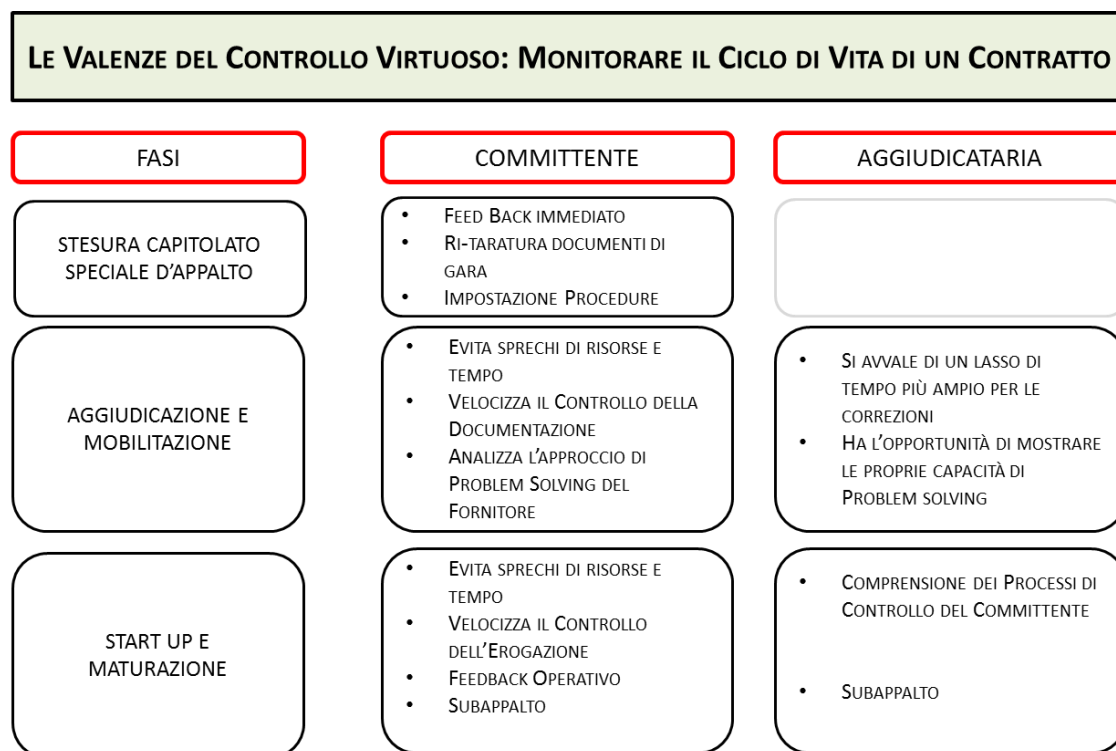 Le Valenze del Controllo Virtuoso: Monitorare il Ciclo di Vita di un Contratto
FASI
COMMITTENTE
AGGIUDICATARIA
STESURA CAPITOLATO
SPECIALE D'APPALTO
• Feed Back immediato
• Ri-taratura documenti di
gara
• Impostazione Procedure
AGGIUDICAZIONE E
MOBILITAZIONE
• Evita sprechi di risorse e
tempo
• Velocizza il Controllo della
Documentazione
• Analizza l'approccio di
Problem Solving del
Fornitore
• Si avvale di un lasso di
tempo più ampio per le
correzioni
• Ha l'opportunità di mostrare
le proprie capacità di
Problem solving
START UP E
MATURAZIONE
• Evita sprechi di risorse e
tempo
• Velocizza il Controllo
dell'Erogazione
• Feedback Operativo
• Subappalto
• Comprensione dei Processi di
Controllo del Committente
• Subappalto